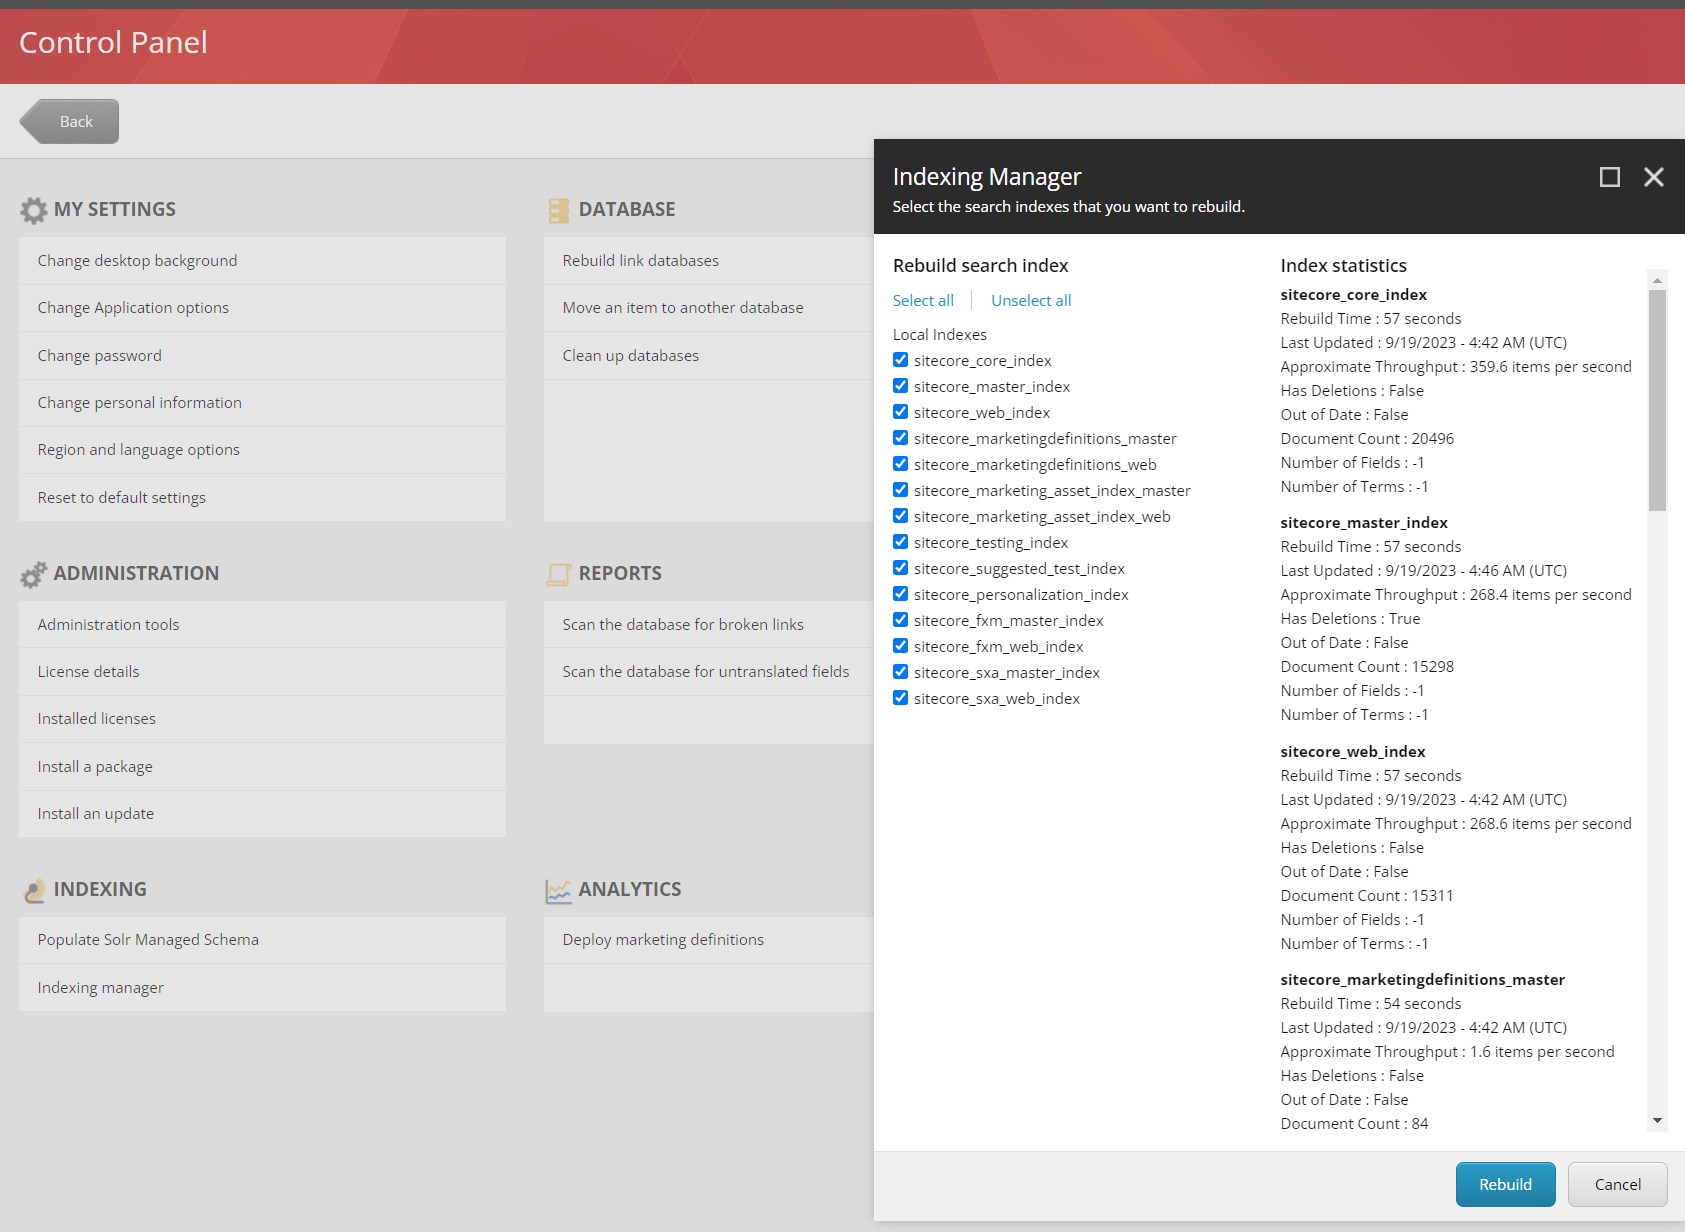 Control Panel
Back
MY SETTINGS
Change desktop background
Change Application options
Change password
Change personal information
Region and language options
Reset to default settings
DATABASE
Rebuild link databases
Move an item to another database
Clean up databases
ADMINISTRATION
Administration tools
License details
Installed licenses
Install a package
Install an update
REPORTS
Scan the database for broken links
Scan the database for untranslated fields
INDEXING
Populate Solr Managed Schema
Indexing manager
ANALYTICS
Deploy marketing definitions
Indexing Manager
Select the search indexes that you want to rebuild.
Rebuild search index
Select all
Unselect all
Local Indexes
sitecore_core_index
sitecore_master_index
sitecore_web_index
sitecore_marketingdefinitions_master
sitecore_marketingdefinitions_web
sitecore_marketing_asset_index_master
sitecore_marketing_asset_index_web
sitecore_testing_index
sitecore_suggested_test_index
sitecore_personalization_index
sitecore_fxm_master_index
sitecore_fxm_web_index
sitecore_sxa_master_index
sitecore_sxa_web_index
Index statistics
sitecore_core_index
Rebuild Time : 57 seconds
Last Updated : 9/19/2023 - 4:42 AM (UTC)
Approximate Throughput : 359.6 items per second
Has Deletions : False
Out of Date : False
Document Count : 20496
Number of Fields : -1
Number of Terms : -1
sitecore_master_index
Rebuild Time : 57 seconds
Last Updated : 9/19/2023 - 4:46 AM (UTC)
Approximate Throughput : 268.4 items per second
Has Deletions : True
Out of Date : False
Document Count : 15298
Number of Fields : -1
Number of Terms : -1
sitecore_web_index
Rebuild Time : 57 seconds
Last Updated : 9/19/2023 - 4:42 AM (UTC)
Approximate Throughput : 268.6 items per second
Has Deletions : False
Out of Date : False
Document Count : 15311
Number of Fields : -1
Number of Terms : -1
sitecore_marketingdefinitions_master
Rebuild Time : 54 seconds
Last Updated : 9/19/2023 - 4:42 AM (UTC)
Approximate Throughput : 1.6 items per second
Has Deletions : False
Out of Date : False
Document Count : 84
Rebuild
Cancel